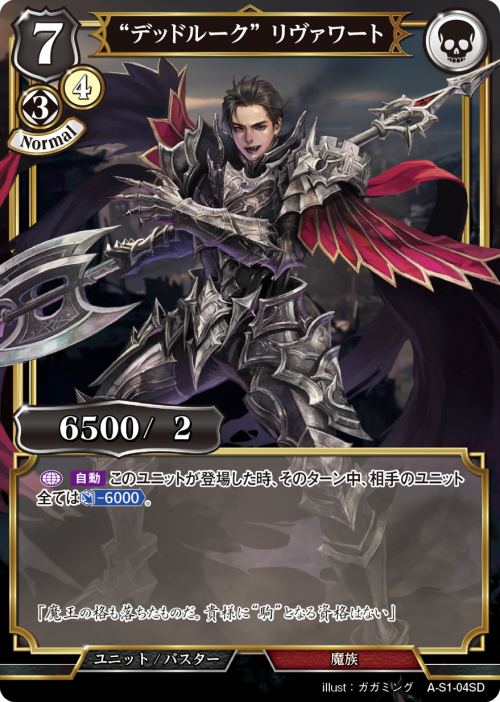 7
“デッドルーク” リヴァワート
3
4
Normal
6500/ 2
自動 このユニットが登場した時、そのターン中、相手のユニット
全ては-6000。
「魔王の格も落ちたものだ。貴様に“駒”となる資格はない」
ユニット / バスター
魔族
illust：ガガミング A-S1-04SD